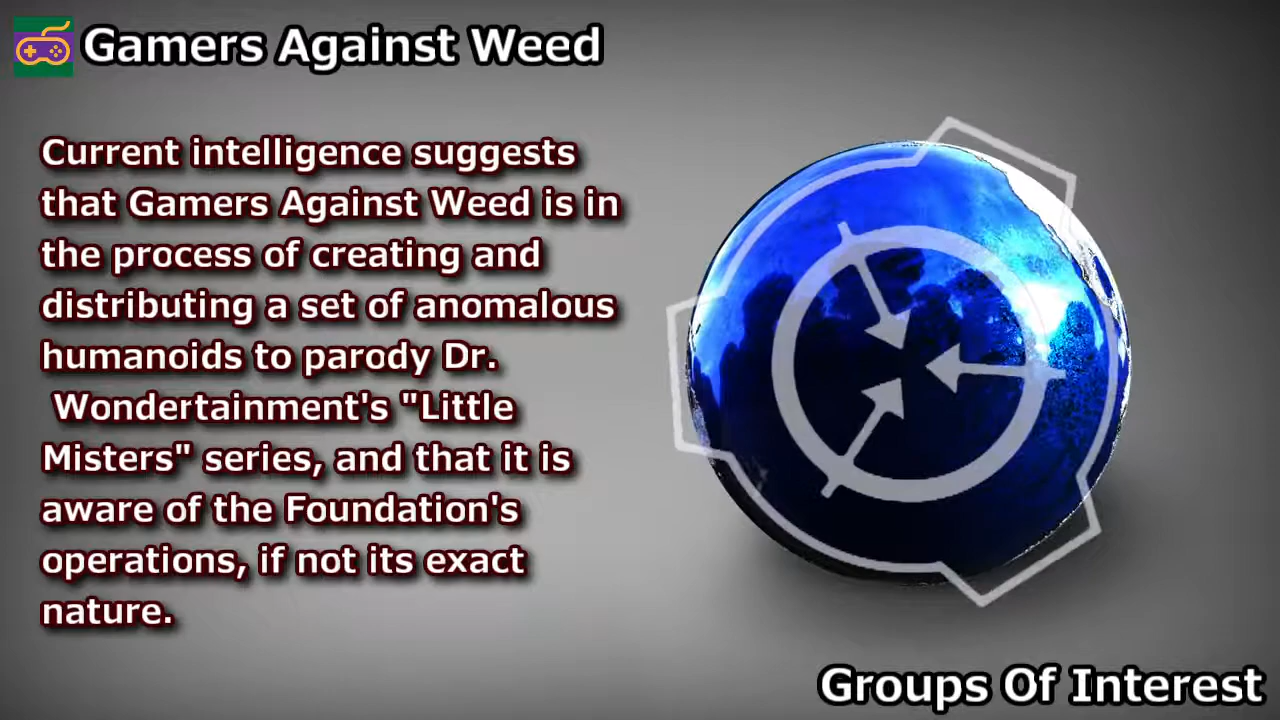 Gamers Against Weed
Current intelligence suggests
that Gamers Against Weed is in
the process of creating and
distributing a set of anomalous
humanoids to parody Dr.
Wondertainment's "Little
Misters" series, and that it is
aware of the Foundation's
operations, if not its exact
nature.
Groups Of Interest